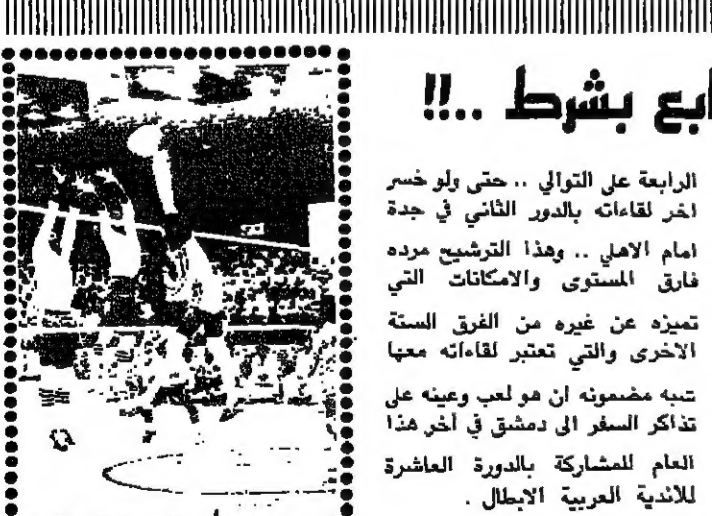 ابع بشرط ..!!
الرابعة على التوالي .. حتى ولو خسر
اخر لقاءاته بالدور الثاني في جدة
امام الاهلي .. وهذا الترشيح مرده
فارق المستوى والامكانات التي
تميزه عن غيره من الفرق الستة
الاخرى والتي تعتبر لقاءاته معها
شبه مضمونه ان هو لعب وعينه على
تذاكر السفر الى دمشق في أخر هذا
العام للمشاركة بالدورة العاشرة
للأندية العربية الابطال .